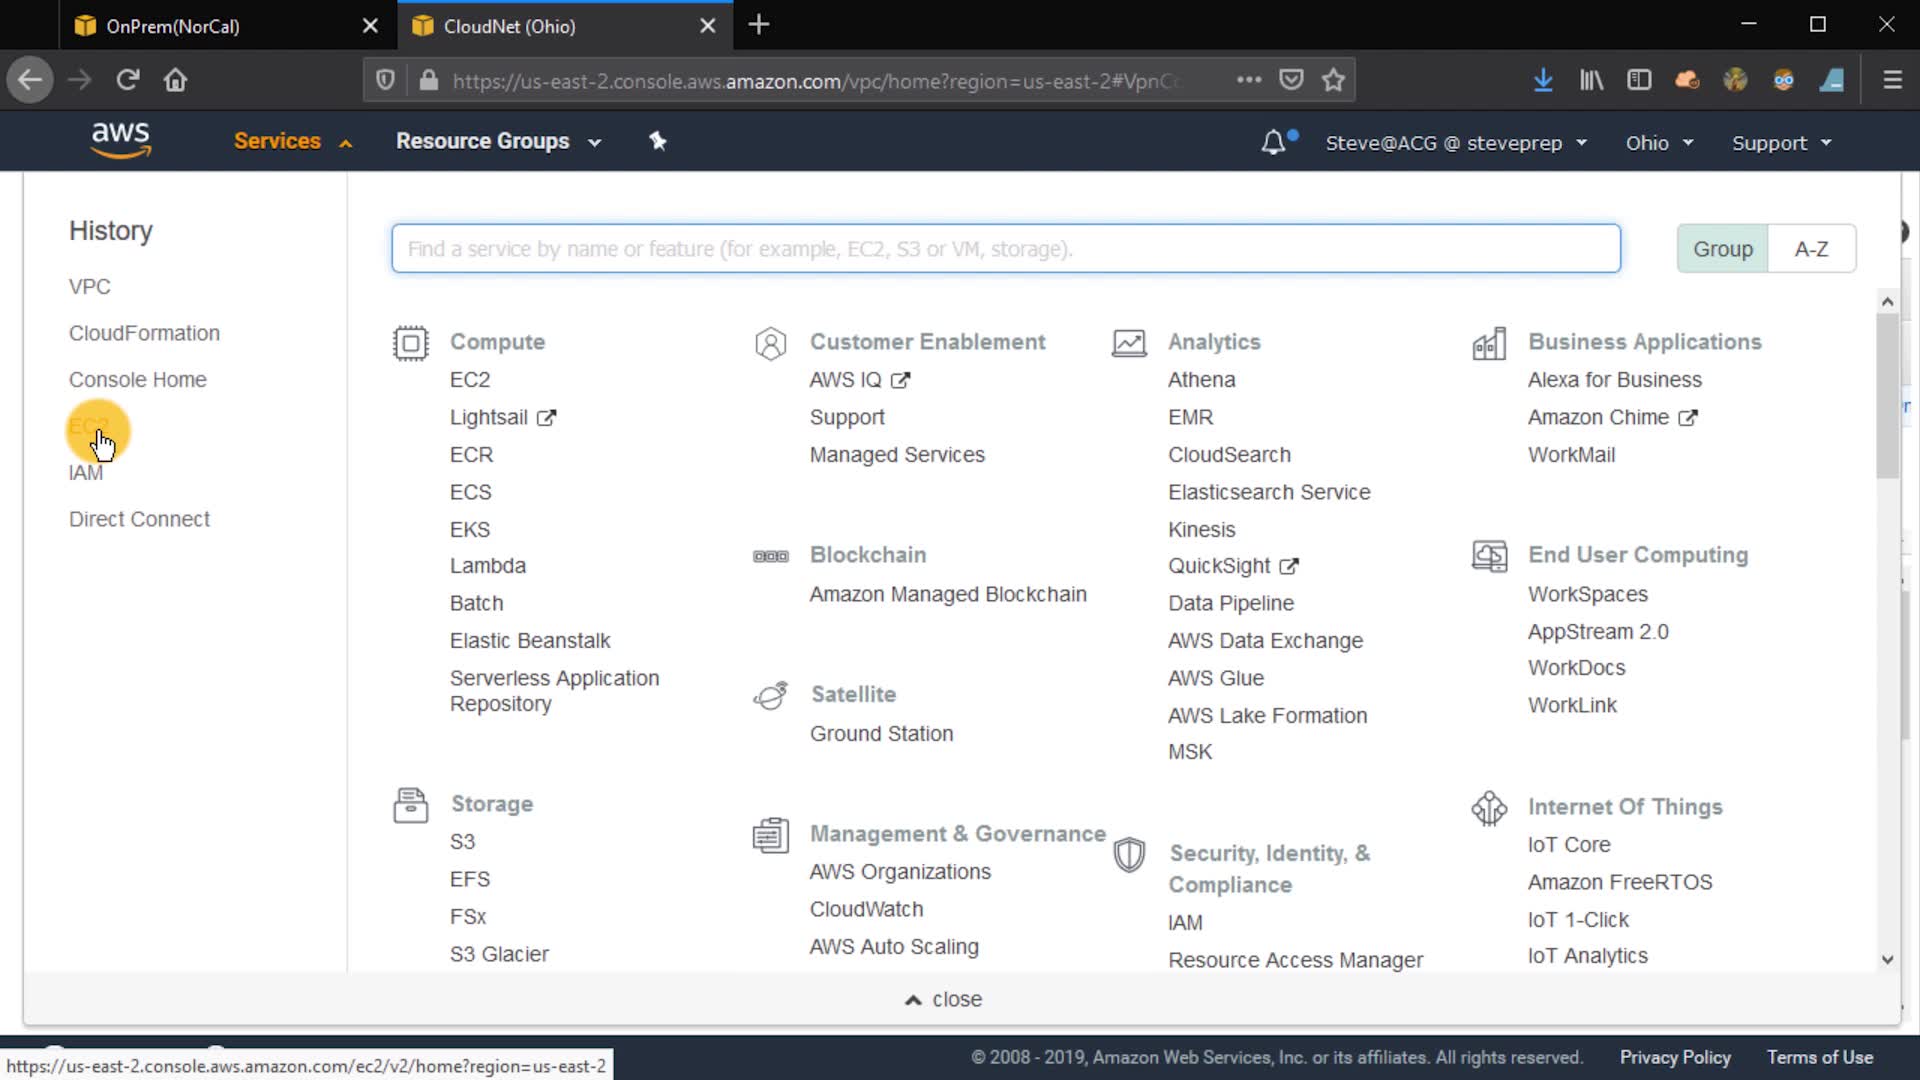 OnPrem(NorCal)
CloudNet (Ohio)
https://us-east-2.console.aws.amazon.com/vpc/home?region=us-east-2#VpnC
aws
Services
Resource Groups
Steve@ACG @ steveprep
Ohio
Support
History
VPC
CloudFormation
Console Home
EC2
IAM
Direct Connect
Find a service by name or feature (for example, EC2, S3 or VM, storage).
Group
A-Z
Compute
EC2
Lightsail
ECR
ECS
EKS
Lambda
Batch
Elastic Beanstalk
Serverless Application
Repository
Storage
S3
EFS
FSx
S3 Glacier
Customer Enablement
AWS IQ
Support
Managed Services
Blockchain
Amazon Managed Blockchain
Satellite
Ground Station
Management & Governance
AWS Organizations
CloudWatch
AWS Auto Scaling
Analytics
Athena
EMR
CloudSearch
Elasticsearch Service
Kinesis
QuickSight
Data Pipeline
AWS Data Exchange
AWS Glue
AWS Lake Formation
MSK
Security, Identity, &
Compliance
IAM
Resource Access Manager
Business Applications
Alexa for Business
Amazon Chime
WorkMail
End User Computing
WorkSpaces
AppStream 2.0
WorkDocs
WorkLink
Internet Of Things
IoT Core
Amazon FreeRTOS
IoT 1-Click
IoT Analytics
close
https://us-east-2.console.aws.amazon.com/ec2/v2/home?region=us-east-2
© 2008 - 2019, Amazon Web Services, Inc. or its affiliates. All rights reserved.
Privacy Policy
Terms of Use